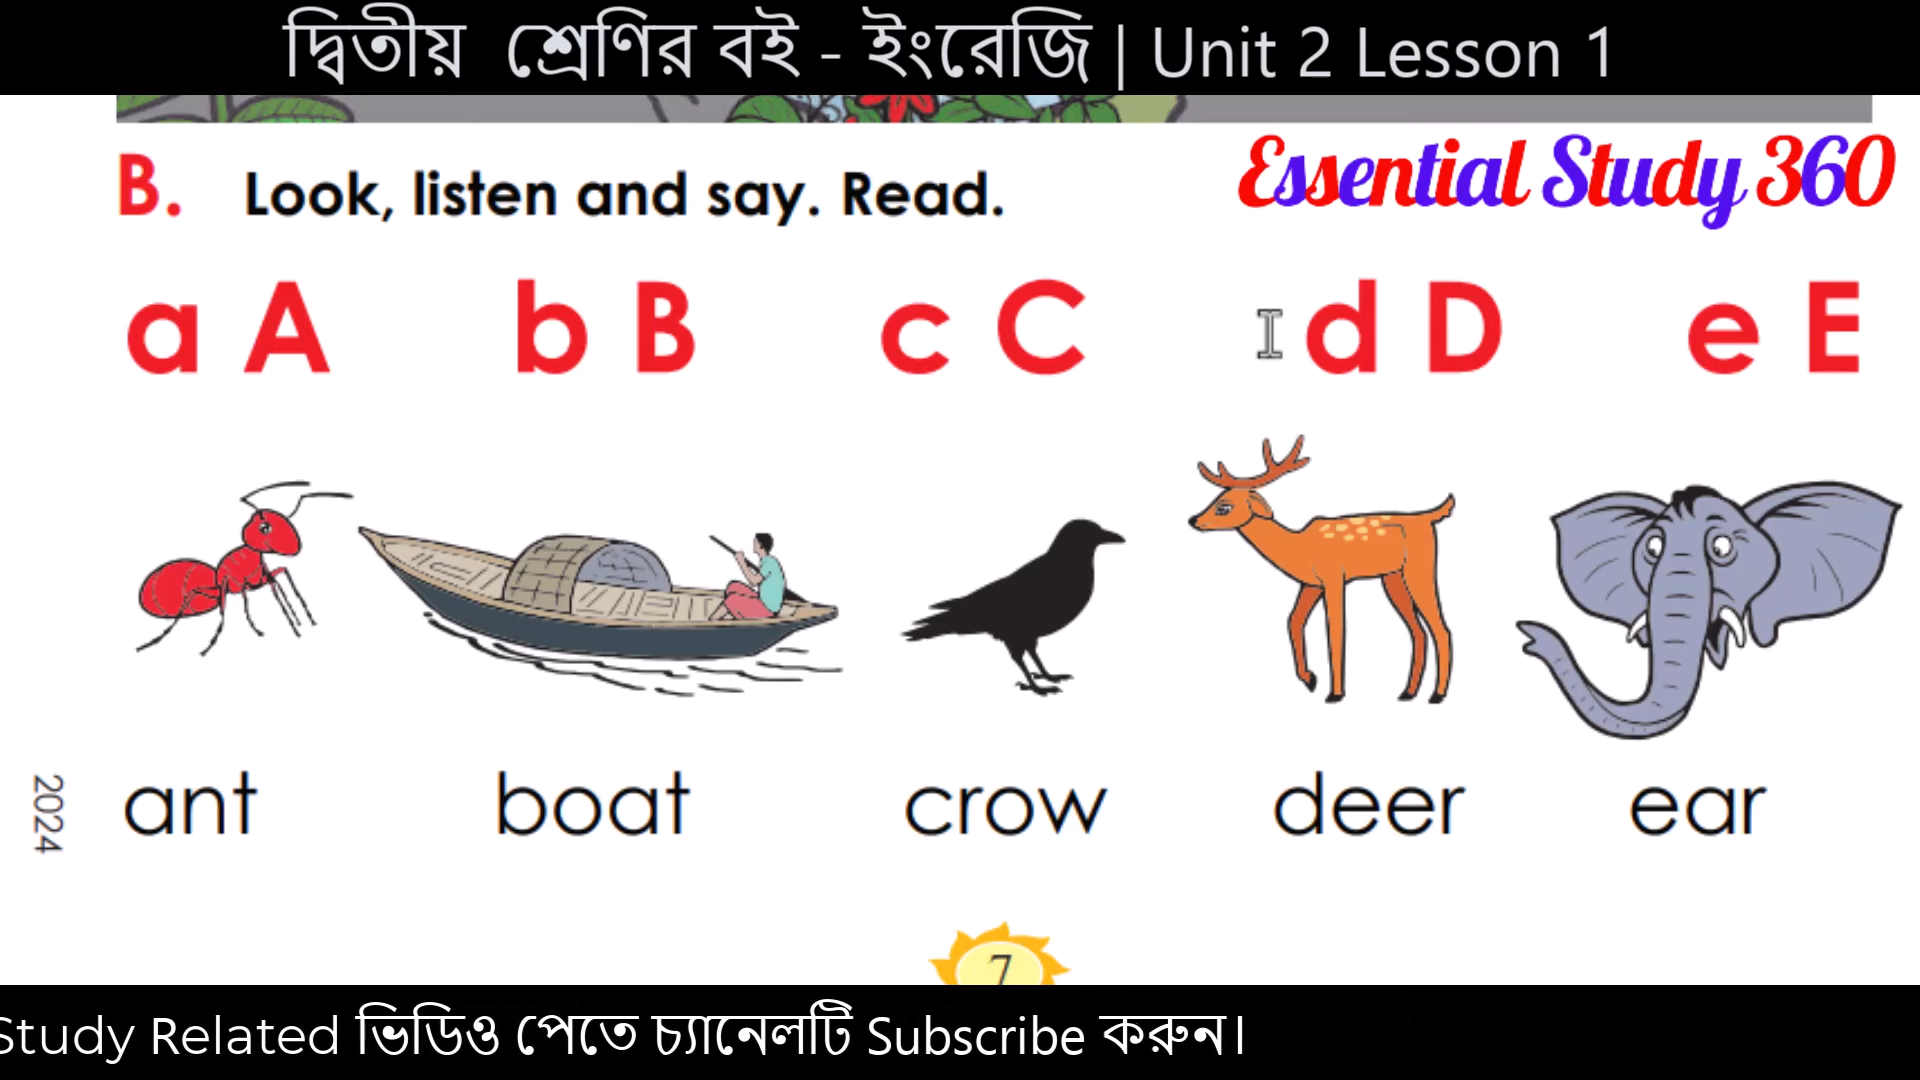 দ্বিতীয় শ্রেণির বই - ইংরেজি | Unit 2 Lesson 1
Essential Study 360
B. Look, listen and say. Read.
a A b B c C d D e E
ant boat crow deer ear
2024
7
Study Related ভিডিও পেতে চ্যানেলটি Subscribe করুন।